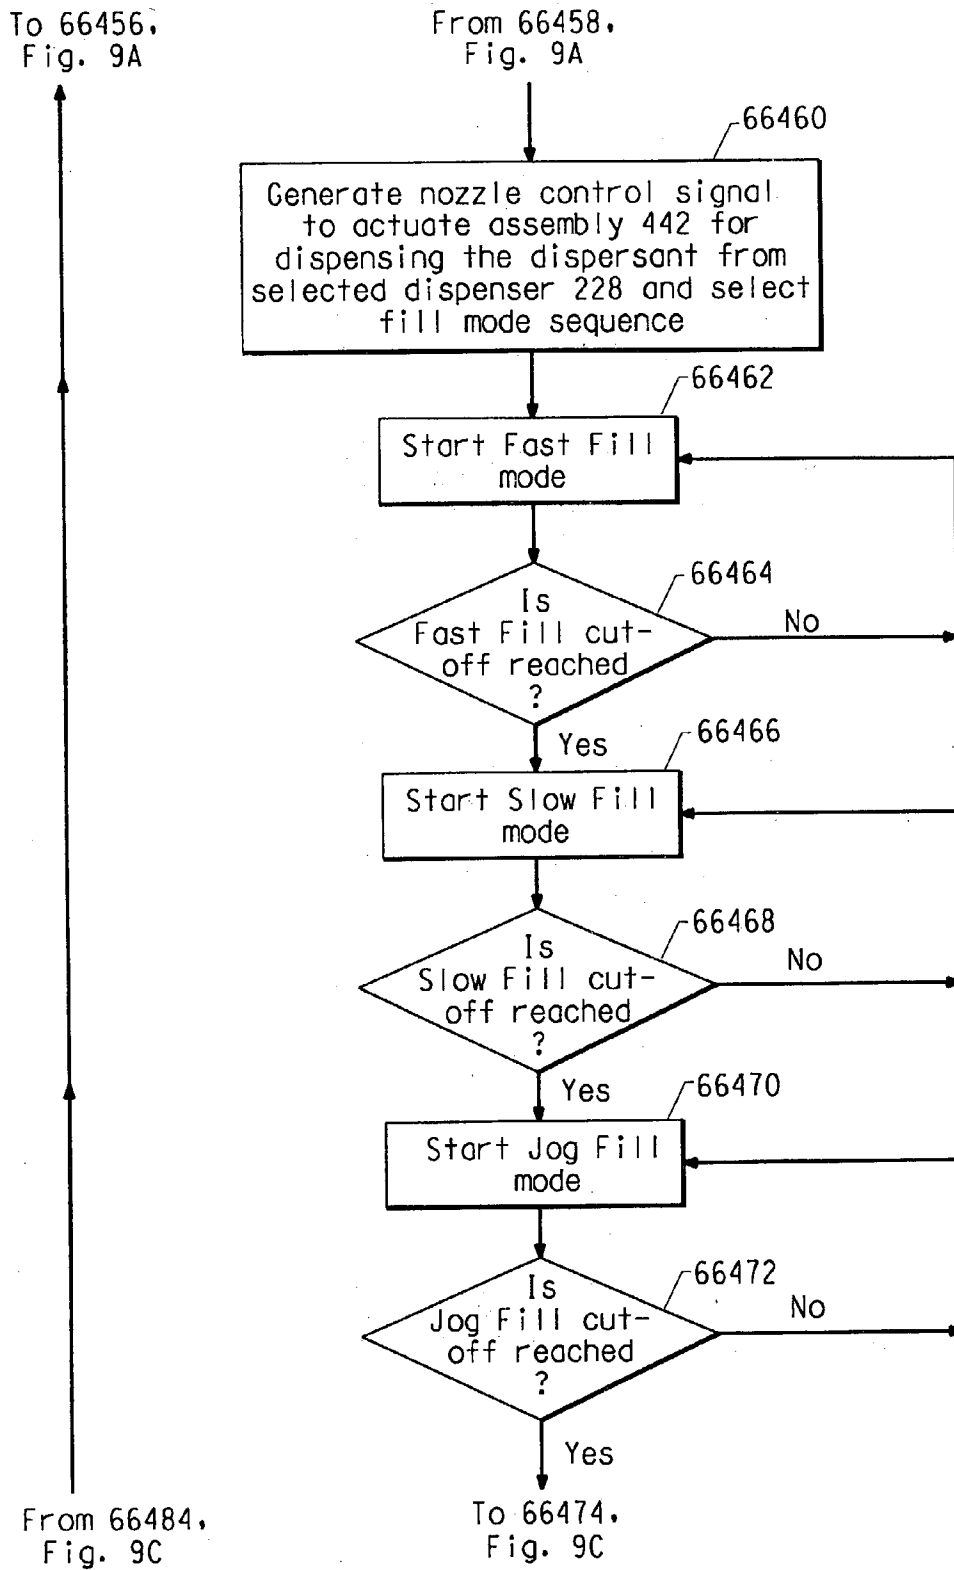 To 66456,
Fig. 9A
From 66458,
Fig. 9A
66460
Generate nozzle control signal
to actuate assembly 442 for
dispensing the dispersant from
selected dispenser 228 and select
fill mode sequence
66462
Start Fast Fill
mode
66464
Is
Fast Fill cut-
off reached
?
No
Yes
66466
Start Slow Fill
mode
66468
Is
Slow Fill cut-
off reached
?
No
Yes
66470
Start Jog Fill
mode
66472
Is
Jog Fill cut-
off reached
?
No
Yes
From 66484,
Fig. 9C
To 66474,
Fig. 9C